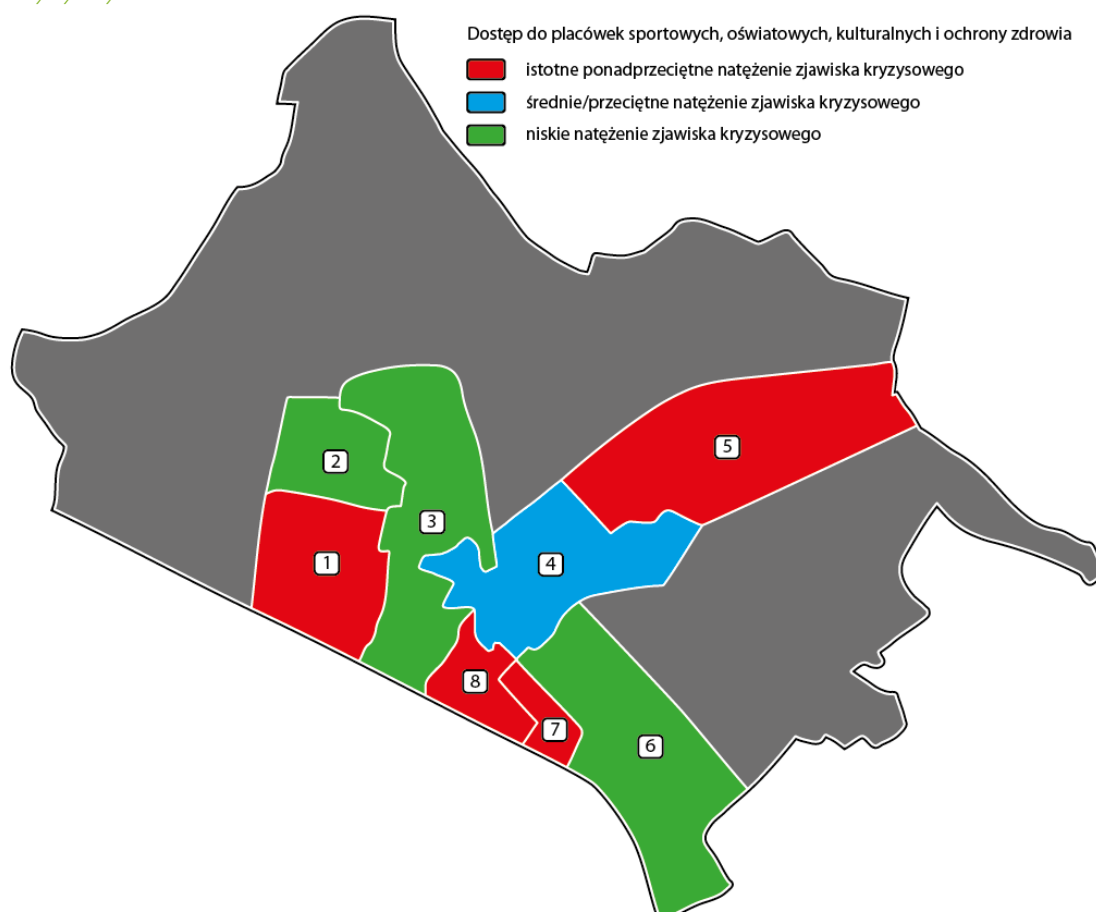 Dostęp do placówek sportowych, oświatowych, kulturalnych i ochrony zdrowia
istotne ponadprzeciętne natężenie zjawiska kryzysowego
średnie/przeciętne natężenie zjawiska kryzysowego
niskie natężenie zjawiska kryzysowego
5
2
3
1
4
8
7
6